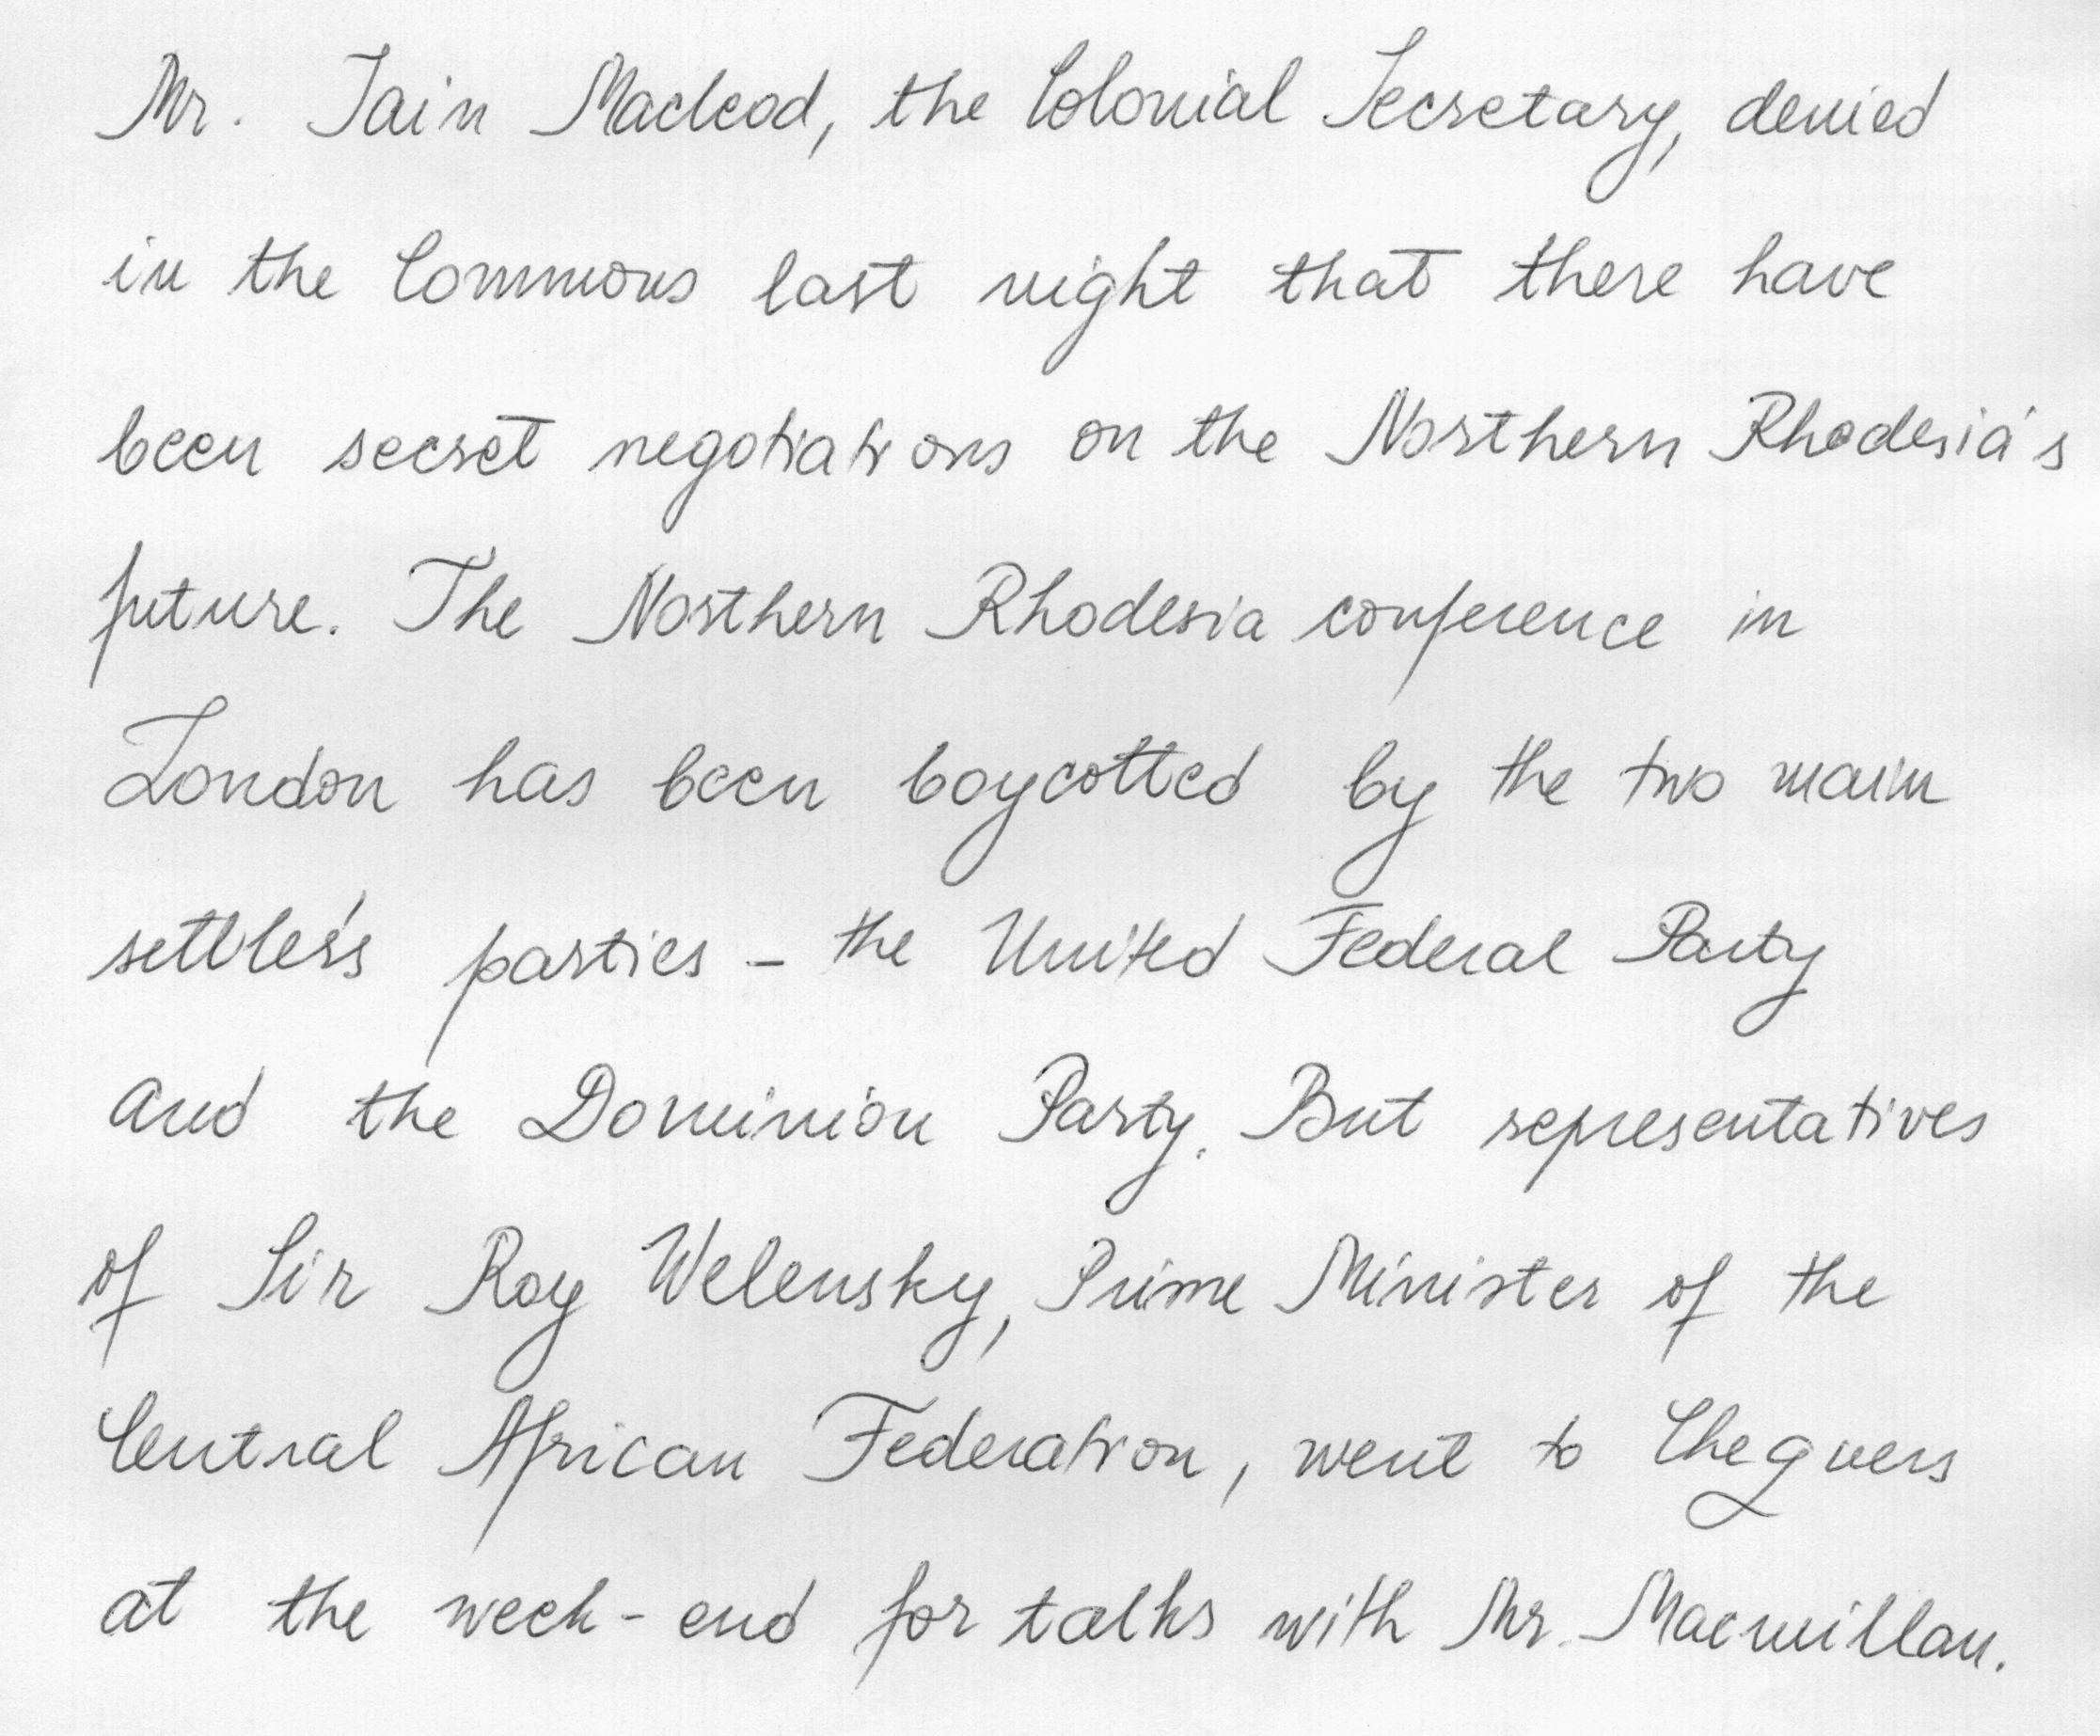 Mr. Iain Macleod, the Colonial Secretary, denied
in the Commons last night that there have
been secret negotiations on the Northern Rhodesia's
future. The Northern Rhodesia conference in
London has been boycotted by the two main
settler's parties - the United Federal Party
and the Dominion Party. But representatives
of Sir Roy Welensky, Prime Minister of the
Central African Federation, went to Chequers
at the week-end for talks with Mr. Macmillan.